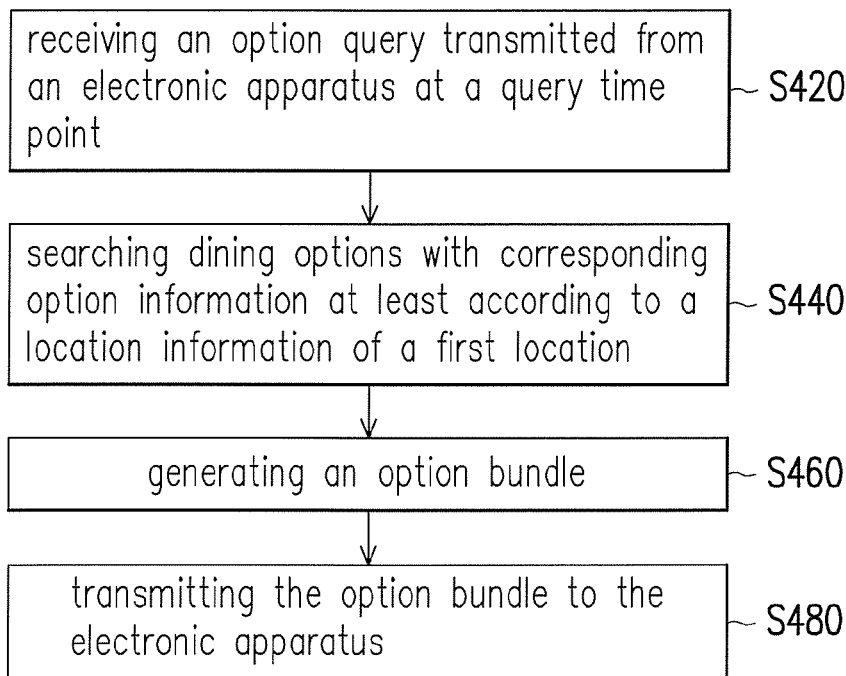 receiving an option query transmitted from
an electronic apparatus at a query time
point
S420
searching dining options with corresponding
option information at least according to a
location information of a first location
S440
generating an option bundle
S460
transmitting the option bundle to the
electronic apparatus
S480